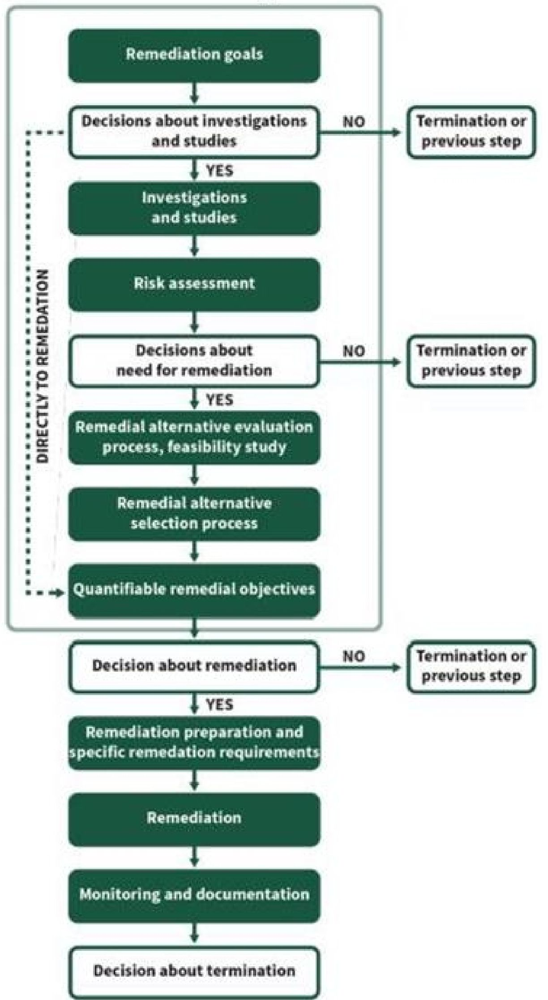 Remediation goals
Decisions about investigations
and studies
NO
Termination or
previous step
YES
Investigations
and studies
Risk assessment
DIRECTLY TO REMEDATION
Decisions about
need for remediation
NO
Termination or
previous step
YES
Remedial alternative evaluation
process, feasibility study
Remedial alternative
selection process
Quantifiable remedial objectives
Decision about remediation
NO
Termination or
previous step
YES
Remediation preparation and
specific remedation requirements
Remediation
Monitoring and documentation
Decision about termination